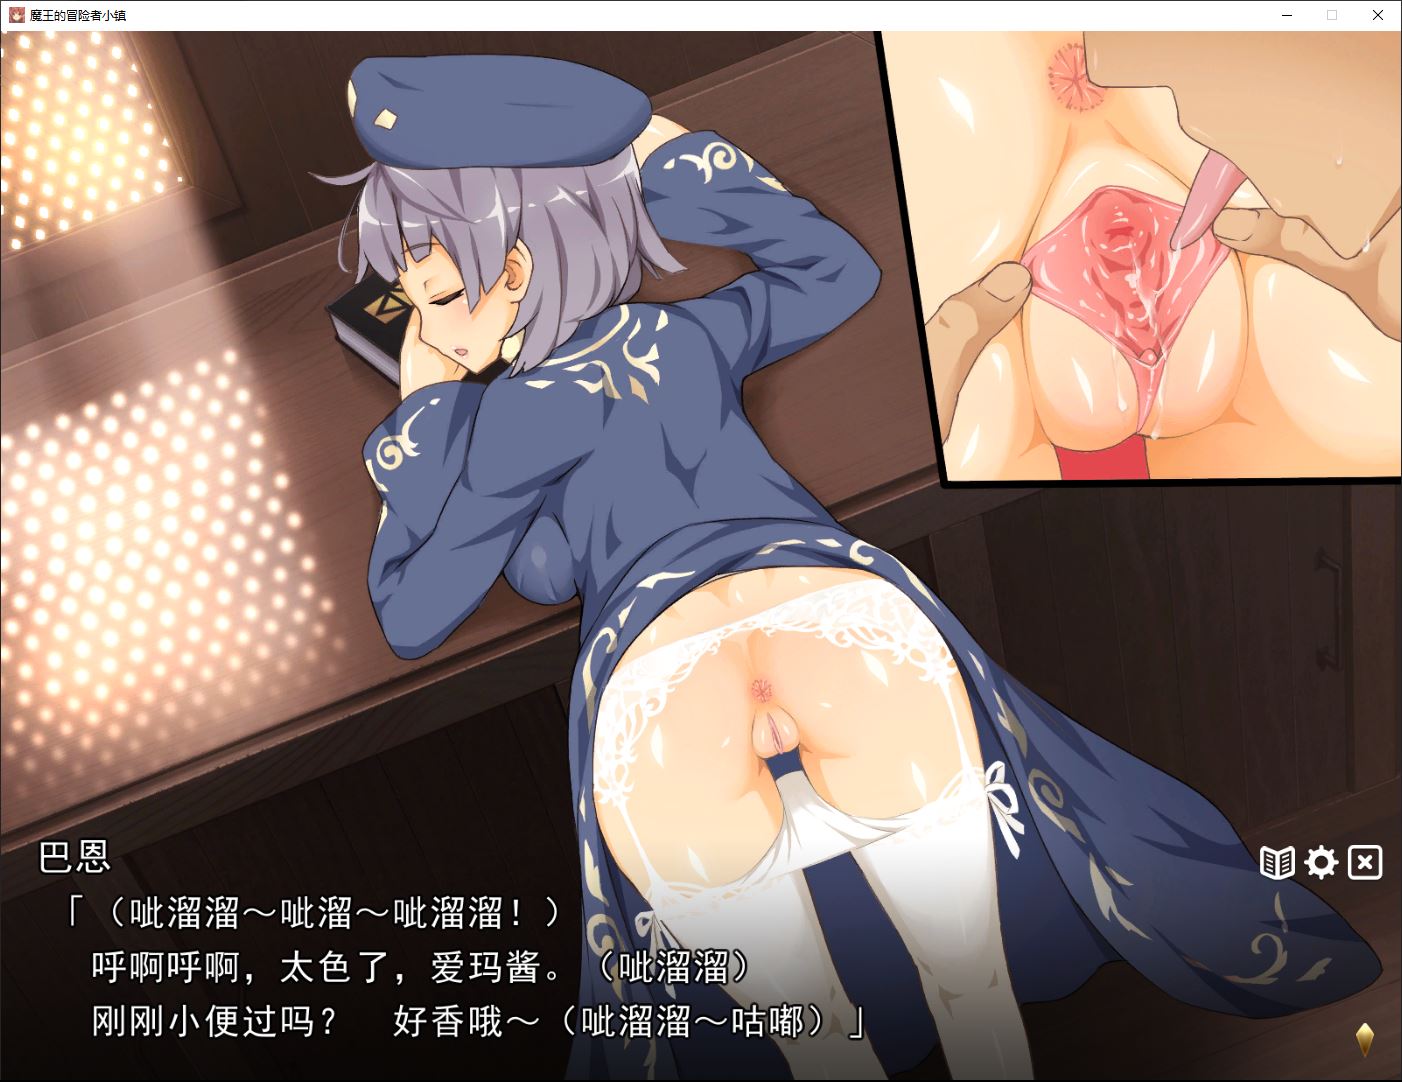 魔王的冒险者小镇
巴恩
「（呲溜溜～呲溜～呲溜溜！）
呼啊呼啊，太色了，爱玛酱。（呲溜溜）
刚刚小便过吗？　好香哦～（呲溜溜～咕嘟）」